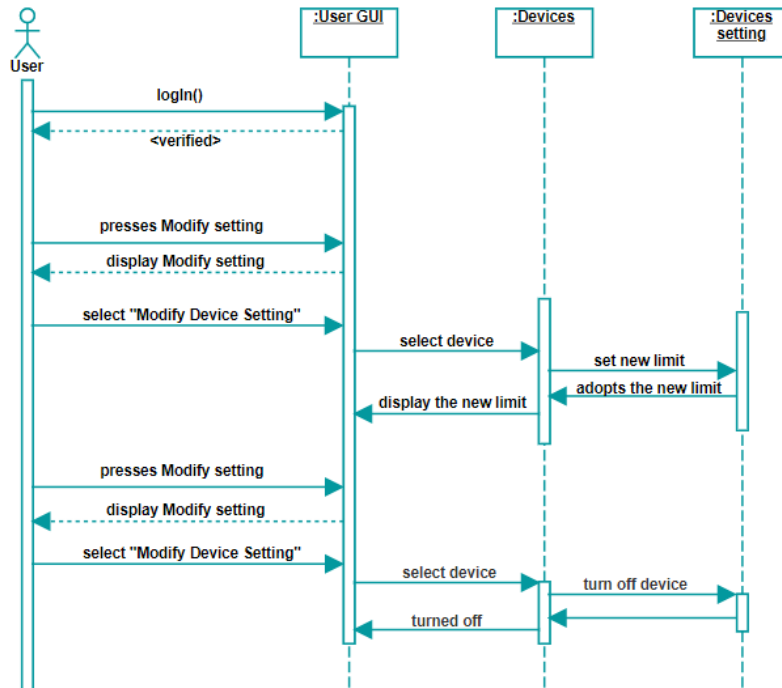 :User GUI
:Devices
:Devices
setting
User
logIn()
<verified>
presses Modify setting
display Modify setting
select "Modify Device Setting"
select device
set new limit
adopts the new limit
display the new limit
presses Modify setting
display Modify setting
select "Modify Device Setting"
select device
turn off device
turned off